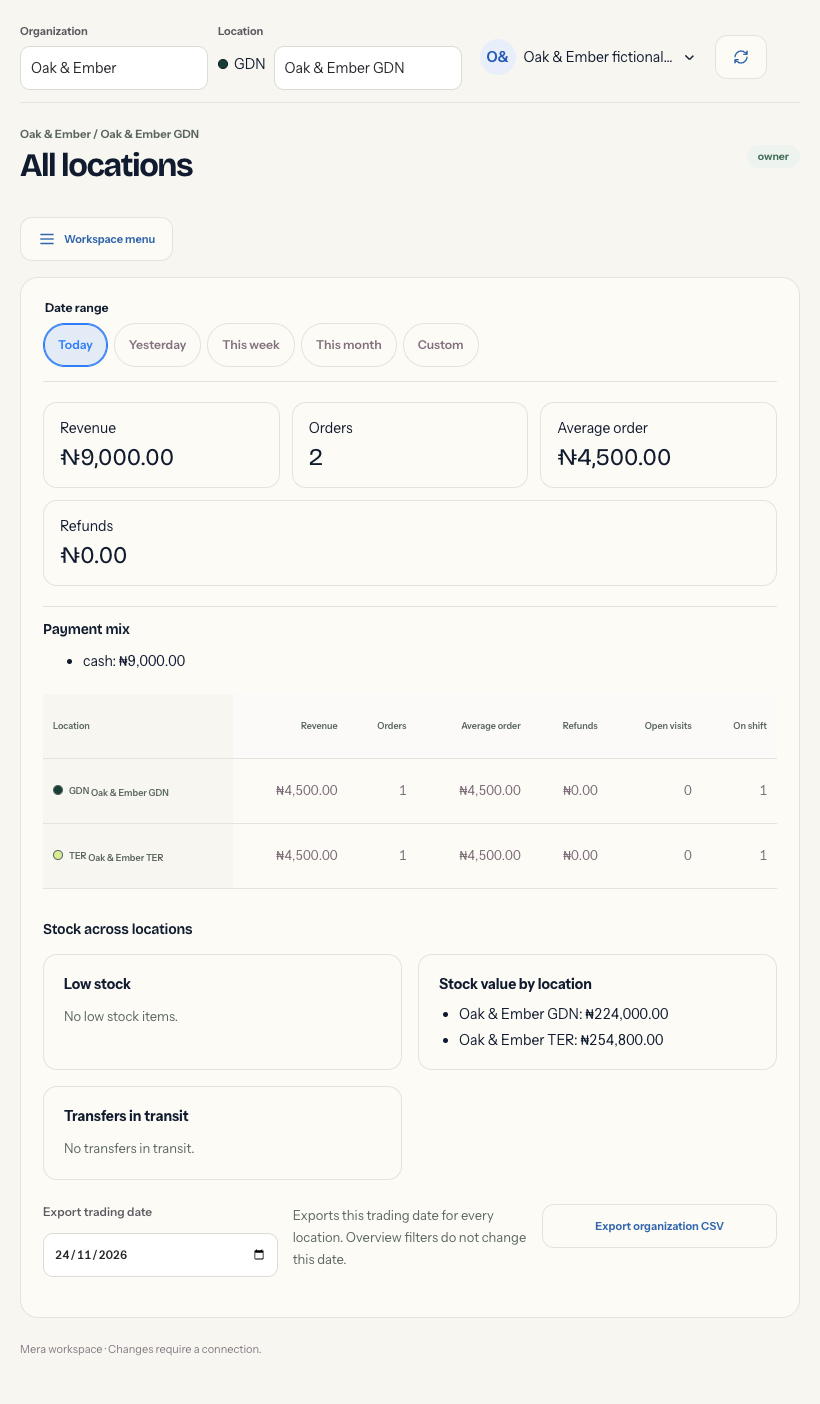 Organization
Location
Oak & Ember
GDN
Oak & Ember GDN
O&
Oak & Ember fictional...
Oak & Ember / Oak & Ember GDN
All locations
owner
Workspace menu
Date range
Today
Yesterday
This week
This month
Custom
Revenue
₦9,000.00
Orders
2
Average order
₦4,500.00
Refunds
₦0.00
Payment mix
• cash: ₦9,000.00
Location Revenue Orders Average order Refunds Open visits On shift
GDN Oak & Ember GDN ₦4,500.00 1 ₦4,500.00 ₦0.00 0 1
TER Oak & Ember TER ₦4,500.00 1 ₦4,500.00 ₦0.00 0 1
Stock across locations
Low stock
No low stock items.
Stock value by location
• Oak & Ember GDN: ₦224,000.00
• Oak & Ember TER: ₦254,800.00
Transfers in transit
No transfers in transit.
Export trading date
24/11/2026
Exports this trading date for every
location. Overview filters do not change
this date.
Export organization CSV
Mera workspace · Changes require a connection.